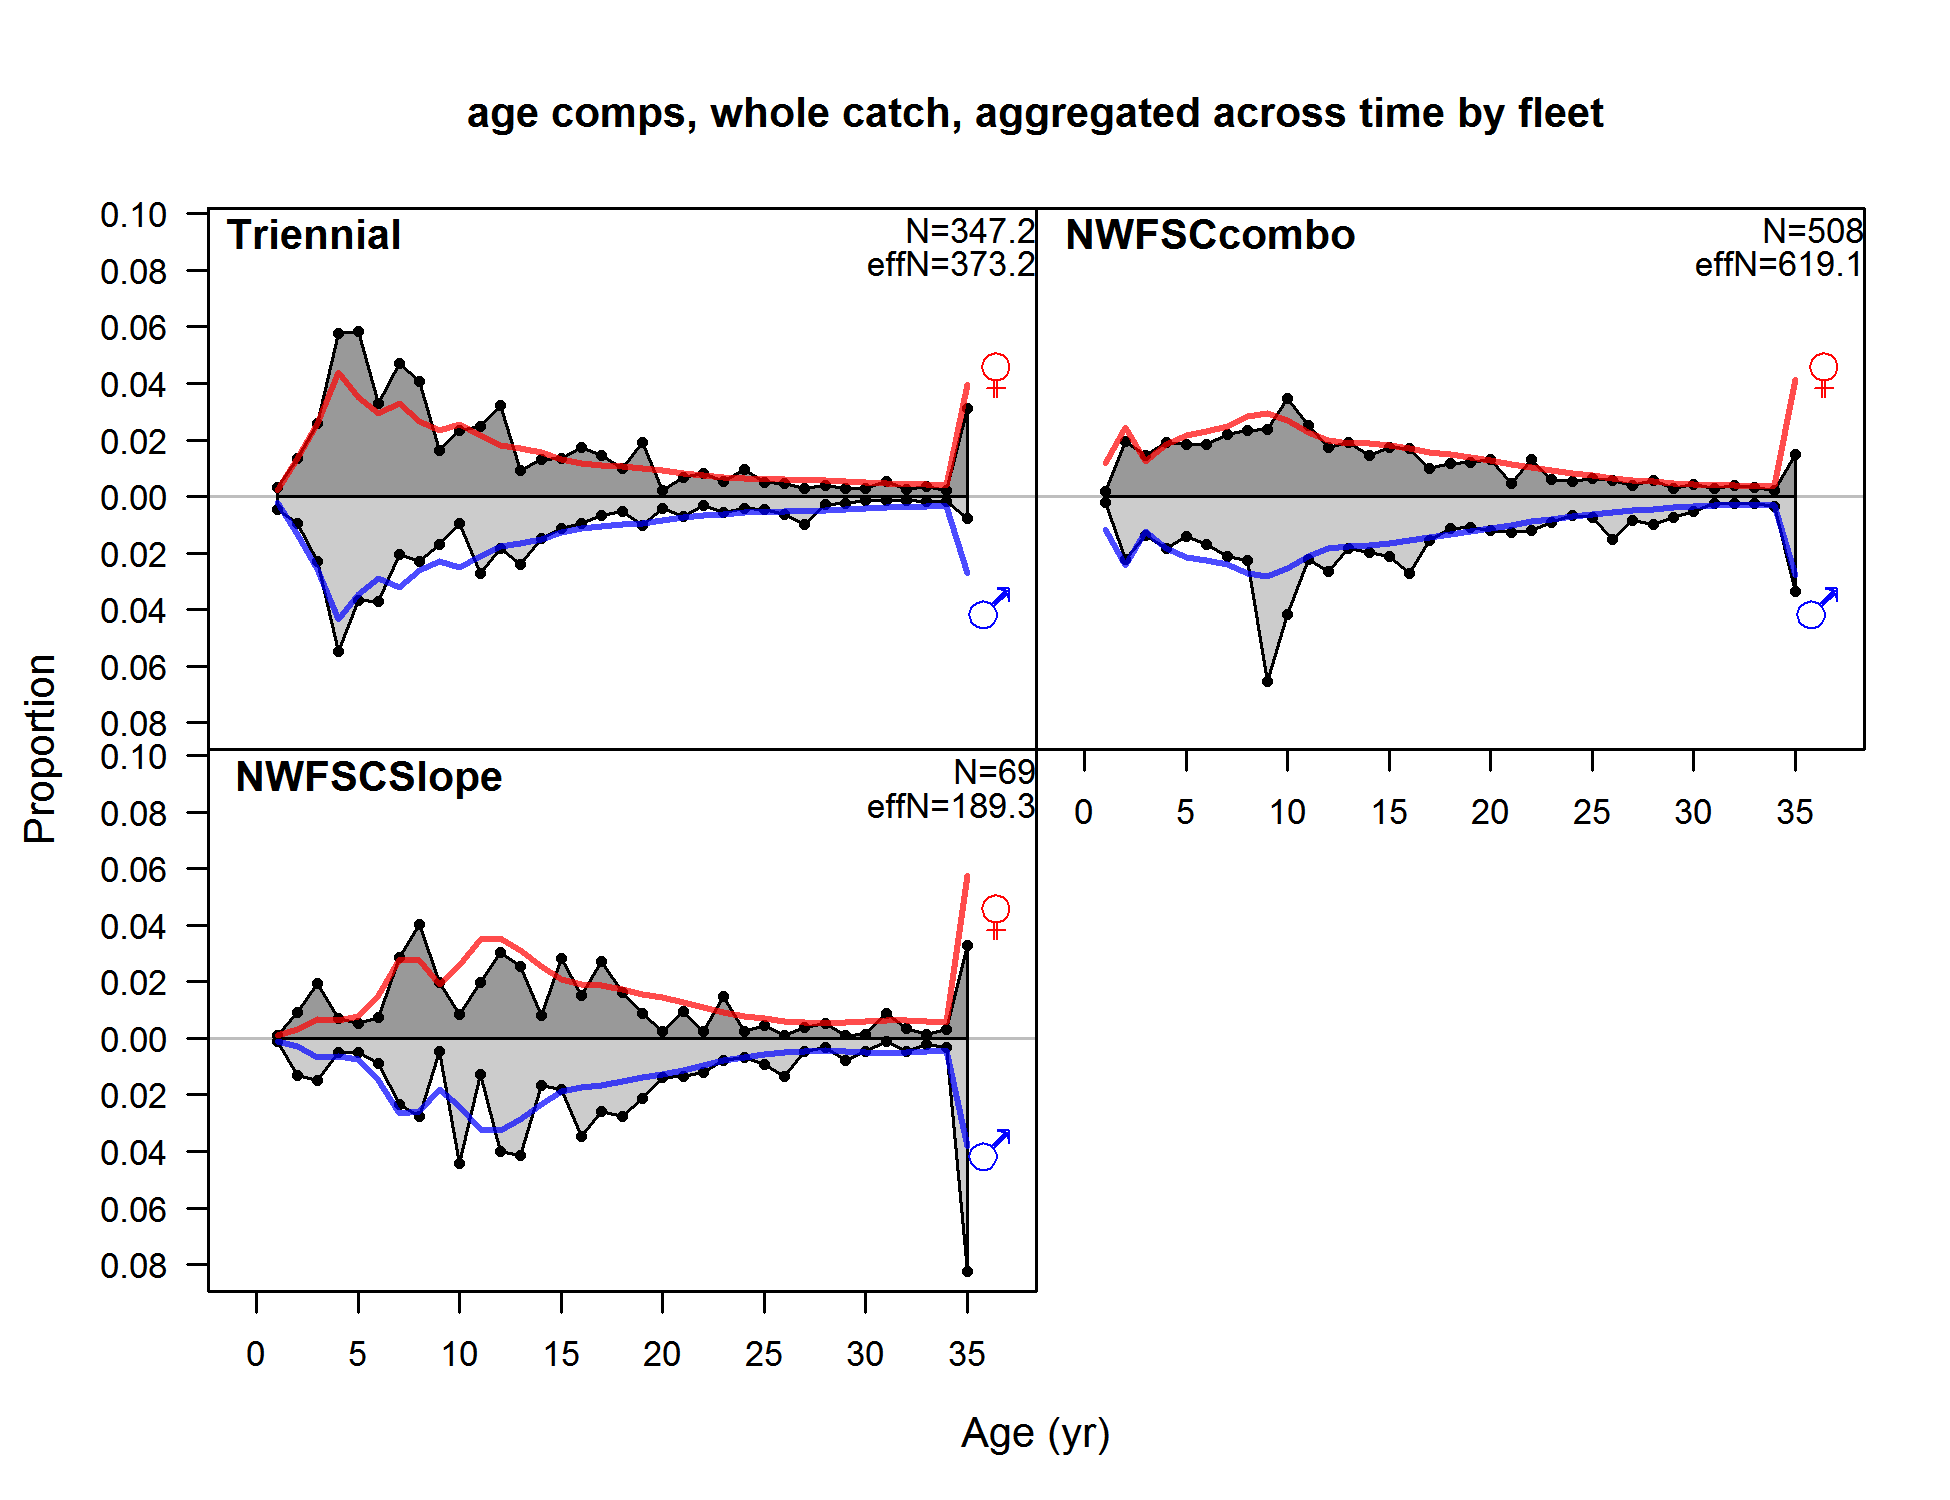 age comps, whole catch, aggregated across time by fleet
Proportion
0.10
0.08
0.06
0.04
0.02
0.00
0.02
0.04
0.06
0.08
Triennial
N=347.2
effN=373.2
♀
♂
NWFSCcombo
N=508
effN=619.1
♀
♂
0 5 10 15 20 25 30 35
0.10
0.08
0.06
0.04
0.02
0.00
0.02
0.04
0.06
0.08
NWFSCSlope
N=69
effN=189.3
♀
♂
0 5 10 15 20 25 30 35
Age (yr)